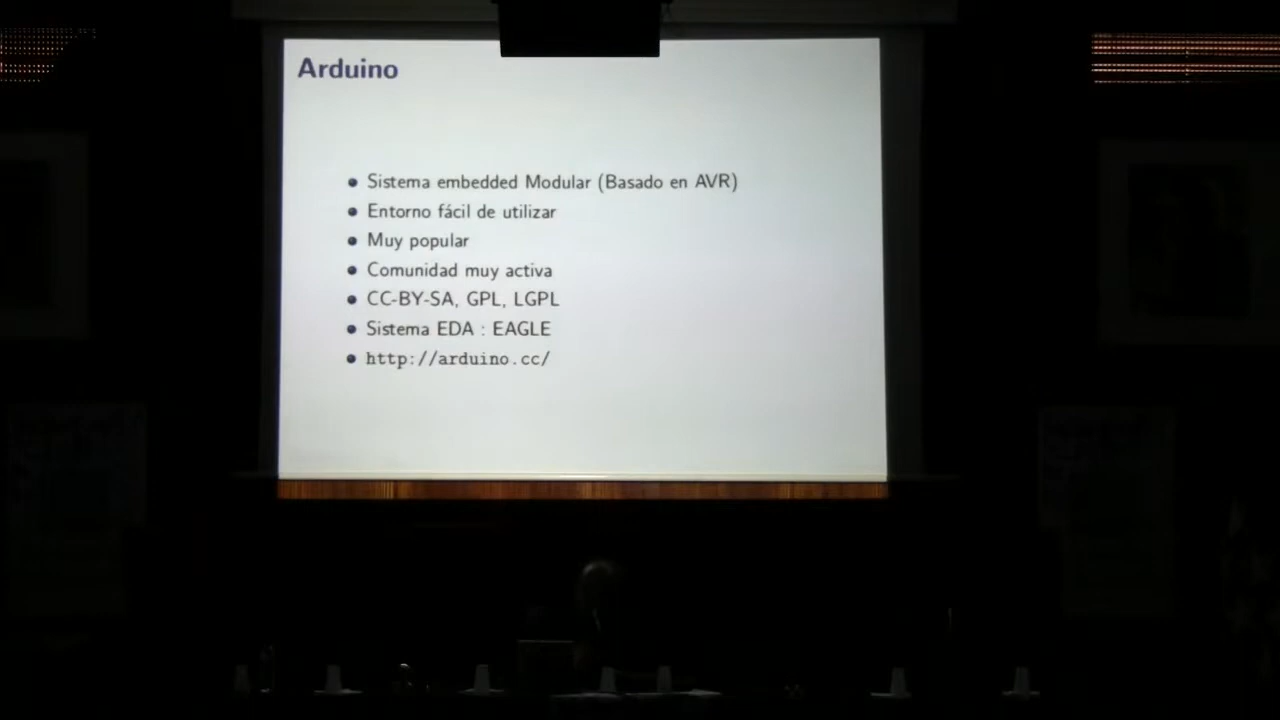 Arduino
Sistema embedded Modular (Basado en AVR)
Entorno fácil de utilizar
Muy popular
Comunidad muy activa
CC-BY-SA, GPL, LGPL
Sistema EDA : EAGLE
http://arduino.cc/